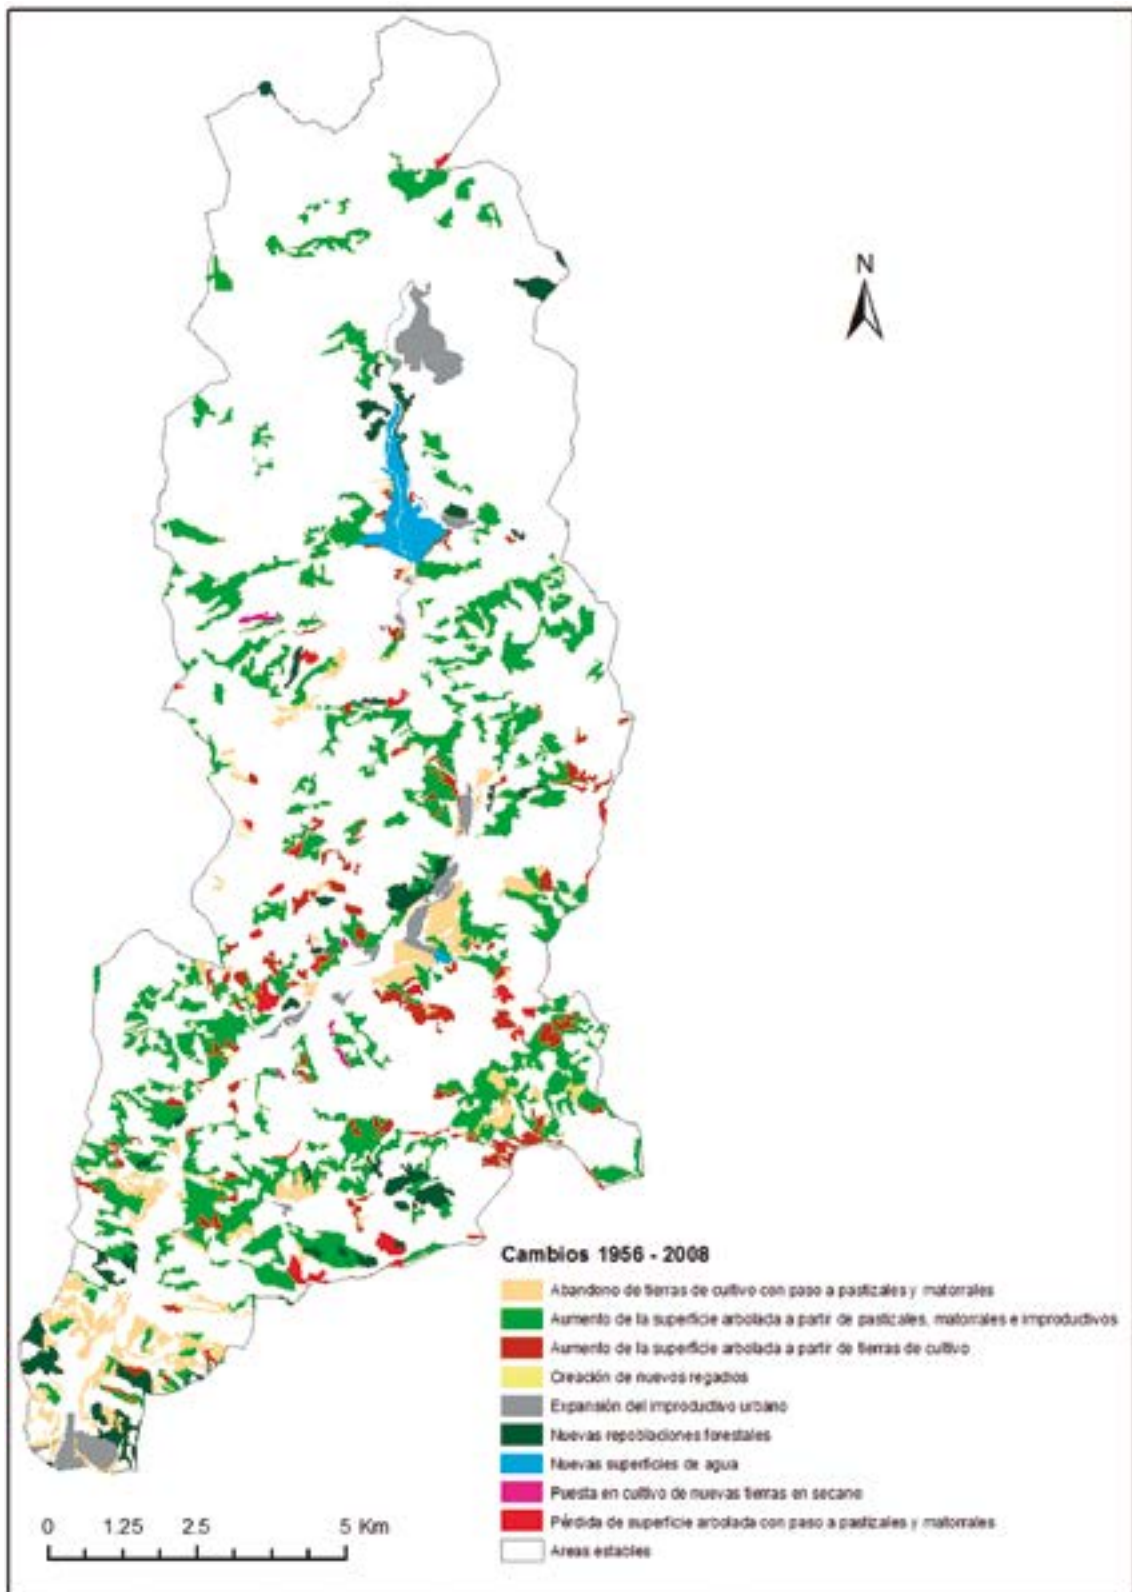 N
Cambios 1956 - 2008
Abandono de tierras de cultivo con paso a pastizales y matorrales
Aumento de la superficie arbolada a partir de pastizales, matorrales e improductivos
Aumento de la superficie arbolada a partir de tierras de cultivo
Creación de nuevos regadios
Expansión del improductivo urbano
Nuevas repoblaciones forestales
Nuevas superficies de agua
Puesta en cultivo de nuevas tierras en secano
Pérdida de superficie arbolada con paso a pastizales y matorrales
Areas estables
0 1.25 2.5 5 Km